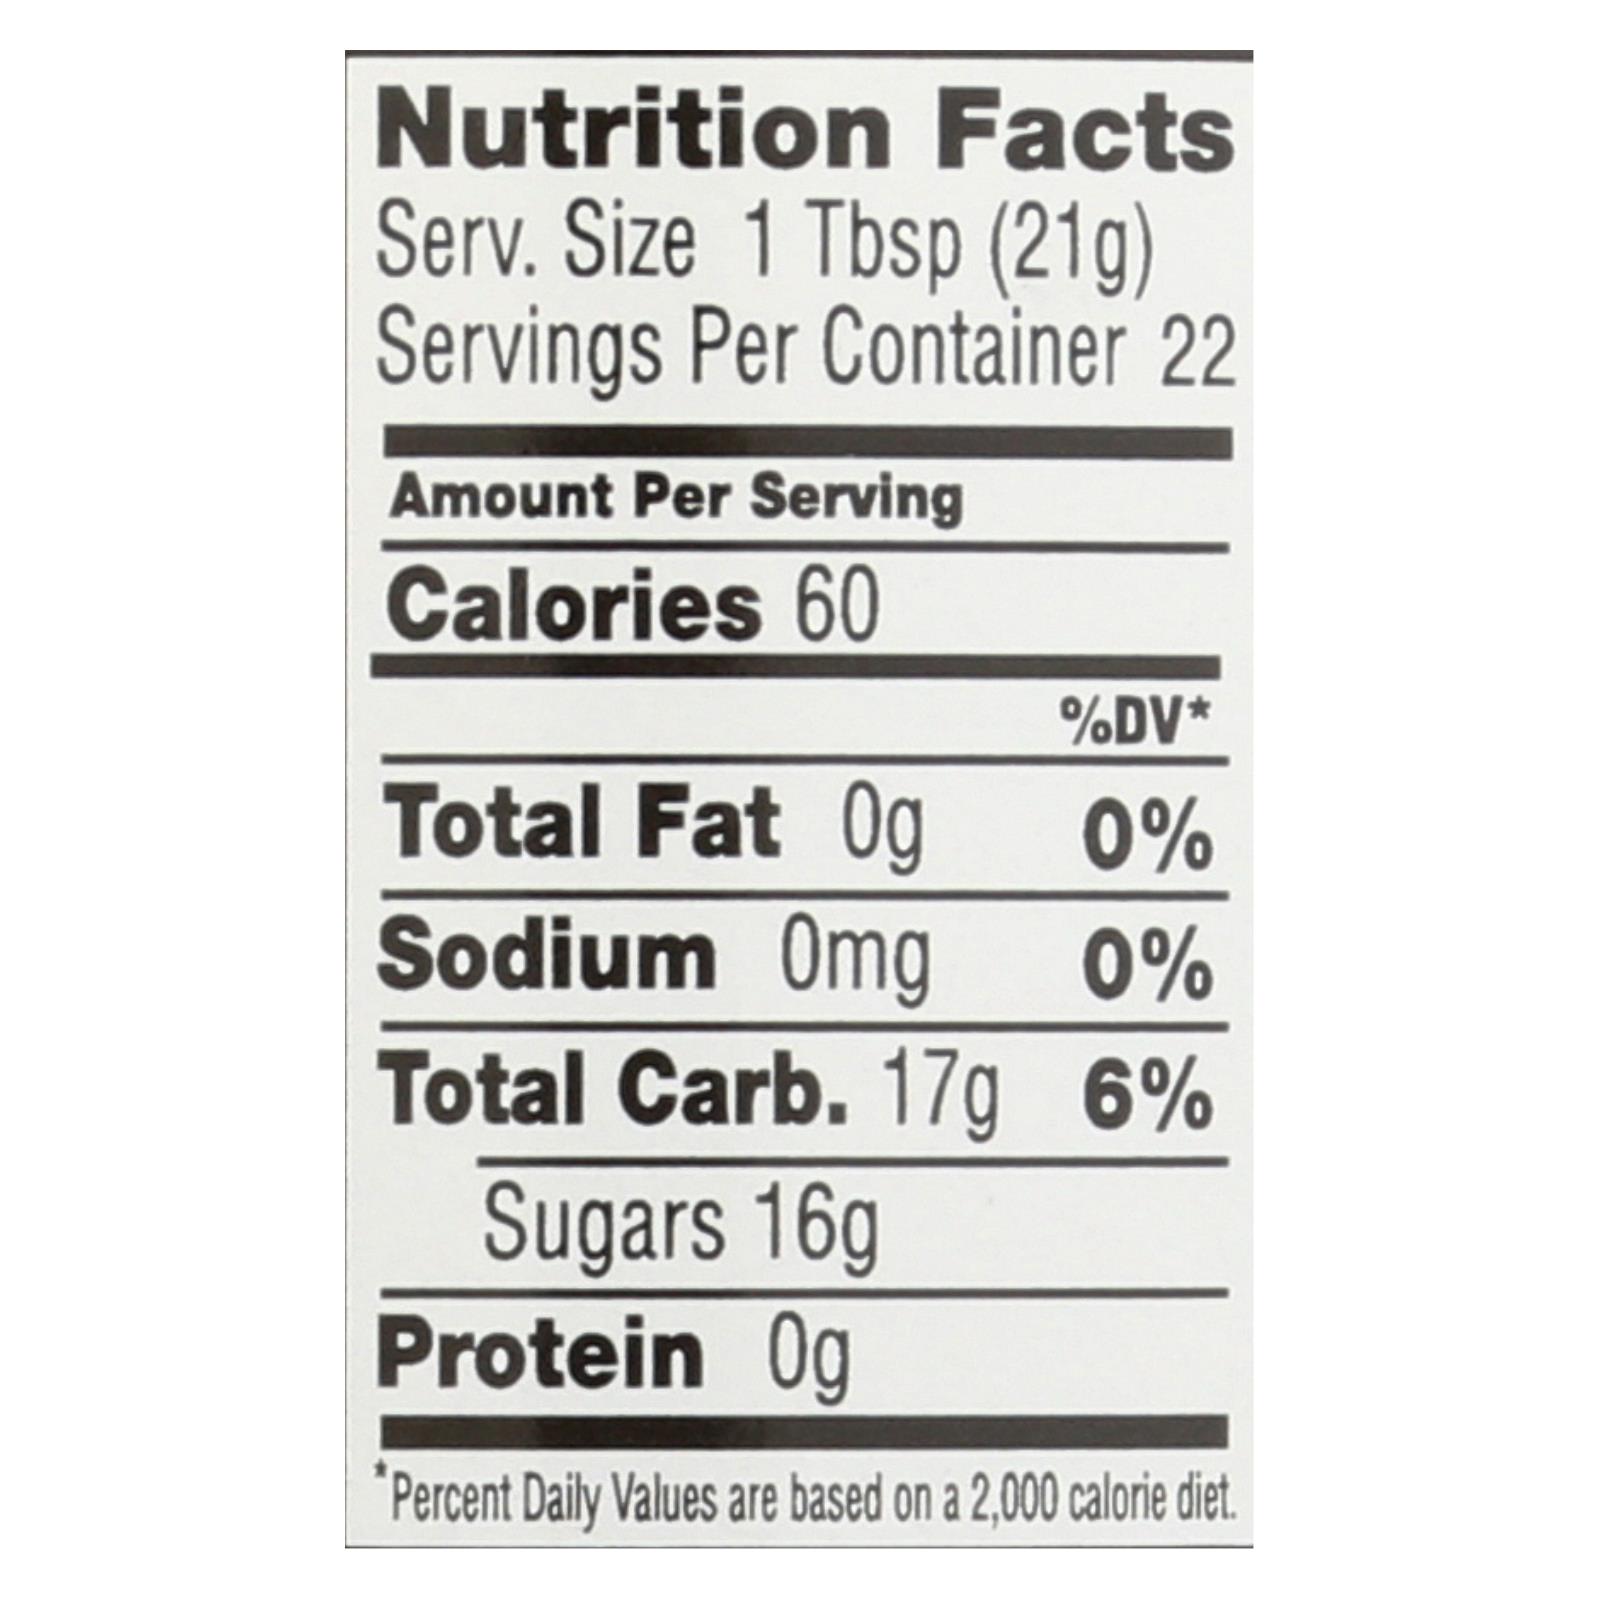 Nutrition Facts
Serv. Size 1 Tbsp (21g)
Servings Per Container 22
Amount Per Serving
Calories 60
%DV*
Total Fat 0g 0%
Sodium 0mg 0%
Total Carb. 17g 6%
Sugars 16g
Protein 0g
*Percent Daily Values are based on a 2,000 calorie diet.